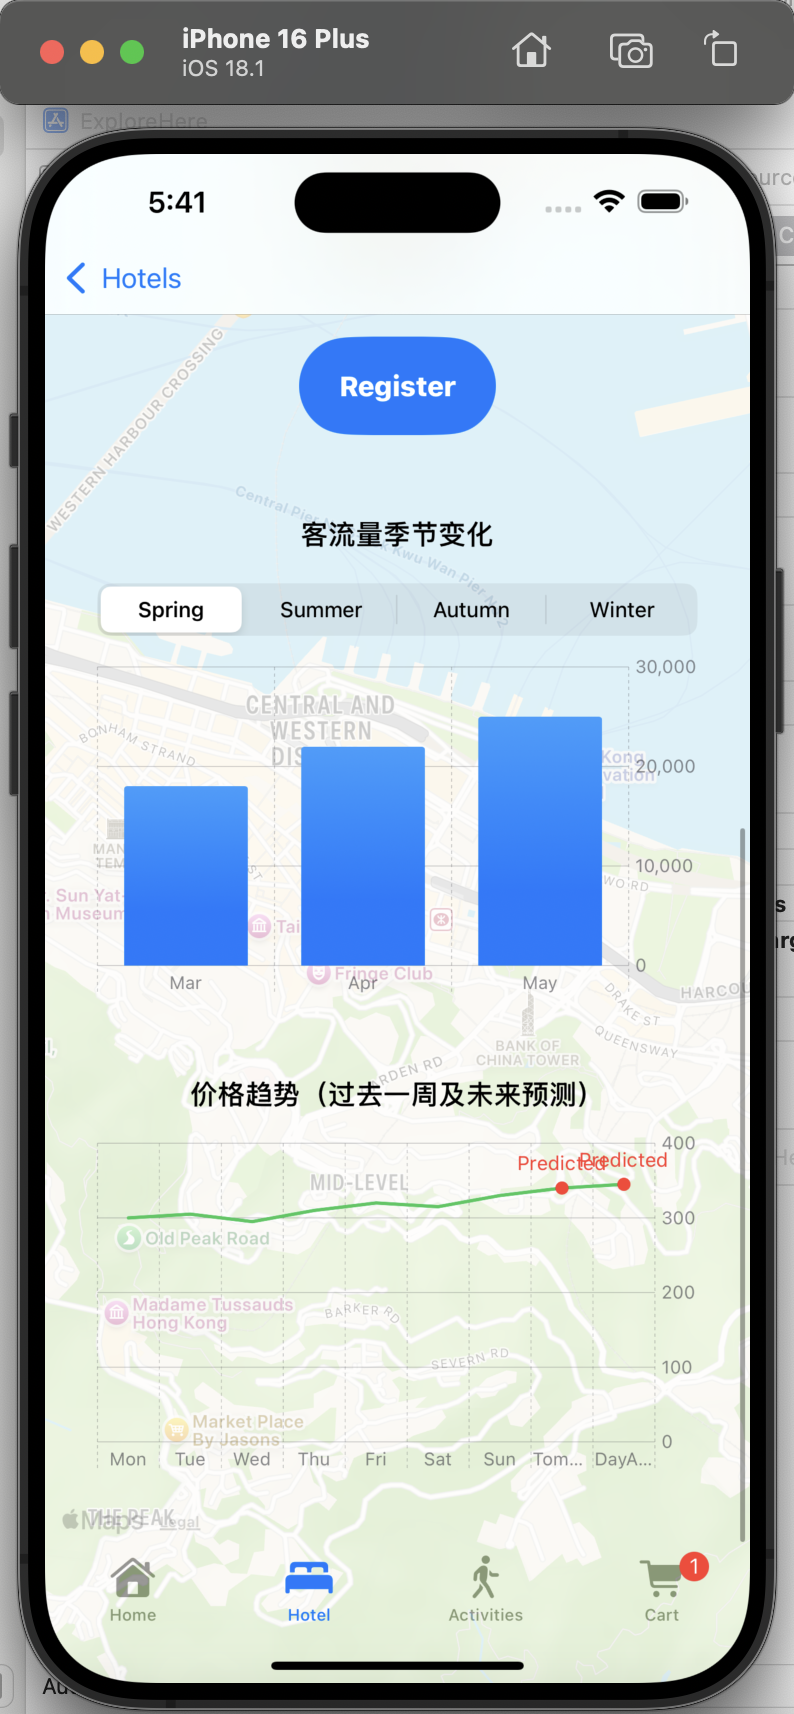 iPhone 16 Plus
iOS 18.1
ExploreHere
5:41
Hotels
Register
WESTERN HARBOUR CROSSING
Central Pier
Kwu Wan Pier
客流量季节变化
Spring Summer Autumn Winter
30,000
CENTRAL AND
WESTERN
BONHAM STRAND
20,000
10,000
Sun Yat-
Museum
Tai
WO RD
0
Fringe Club
Mar Apr May
DRAKE ST
HARCOU
QUEENSWAY
BANK OF
CHINA TOWER
价格趋势（过去一周及未来预测）
400
Predicted Predicted
MID-LEVEL
300
Old Peak Road
200
Madame Tussauds
Hong Kong
BARKER RD
SEVERN RD
100
Market Place
By Jasons
0
Mon Tue Wed Thu Fri Sat Sun Tom... DayA...
Maps THE PEAK Legal
1
Home Hotel Activities Cart